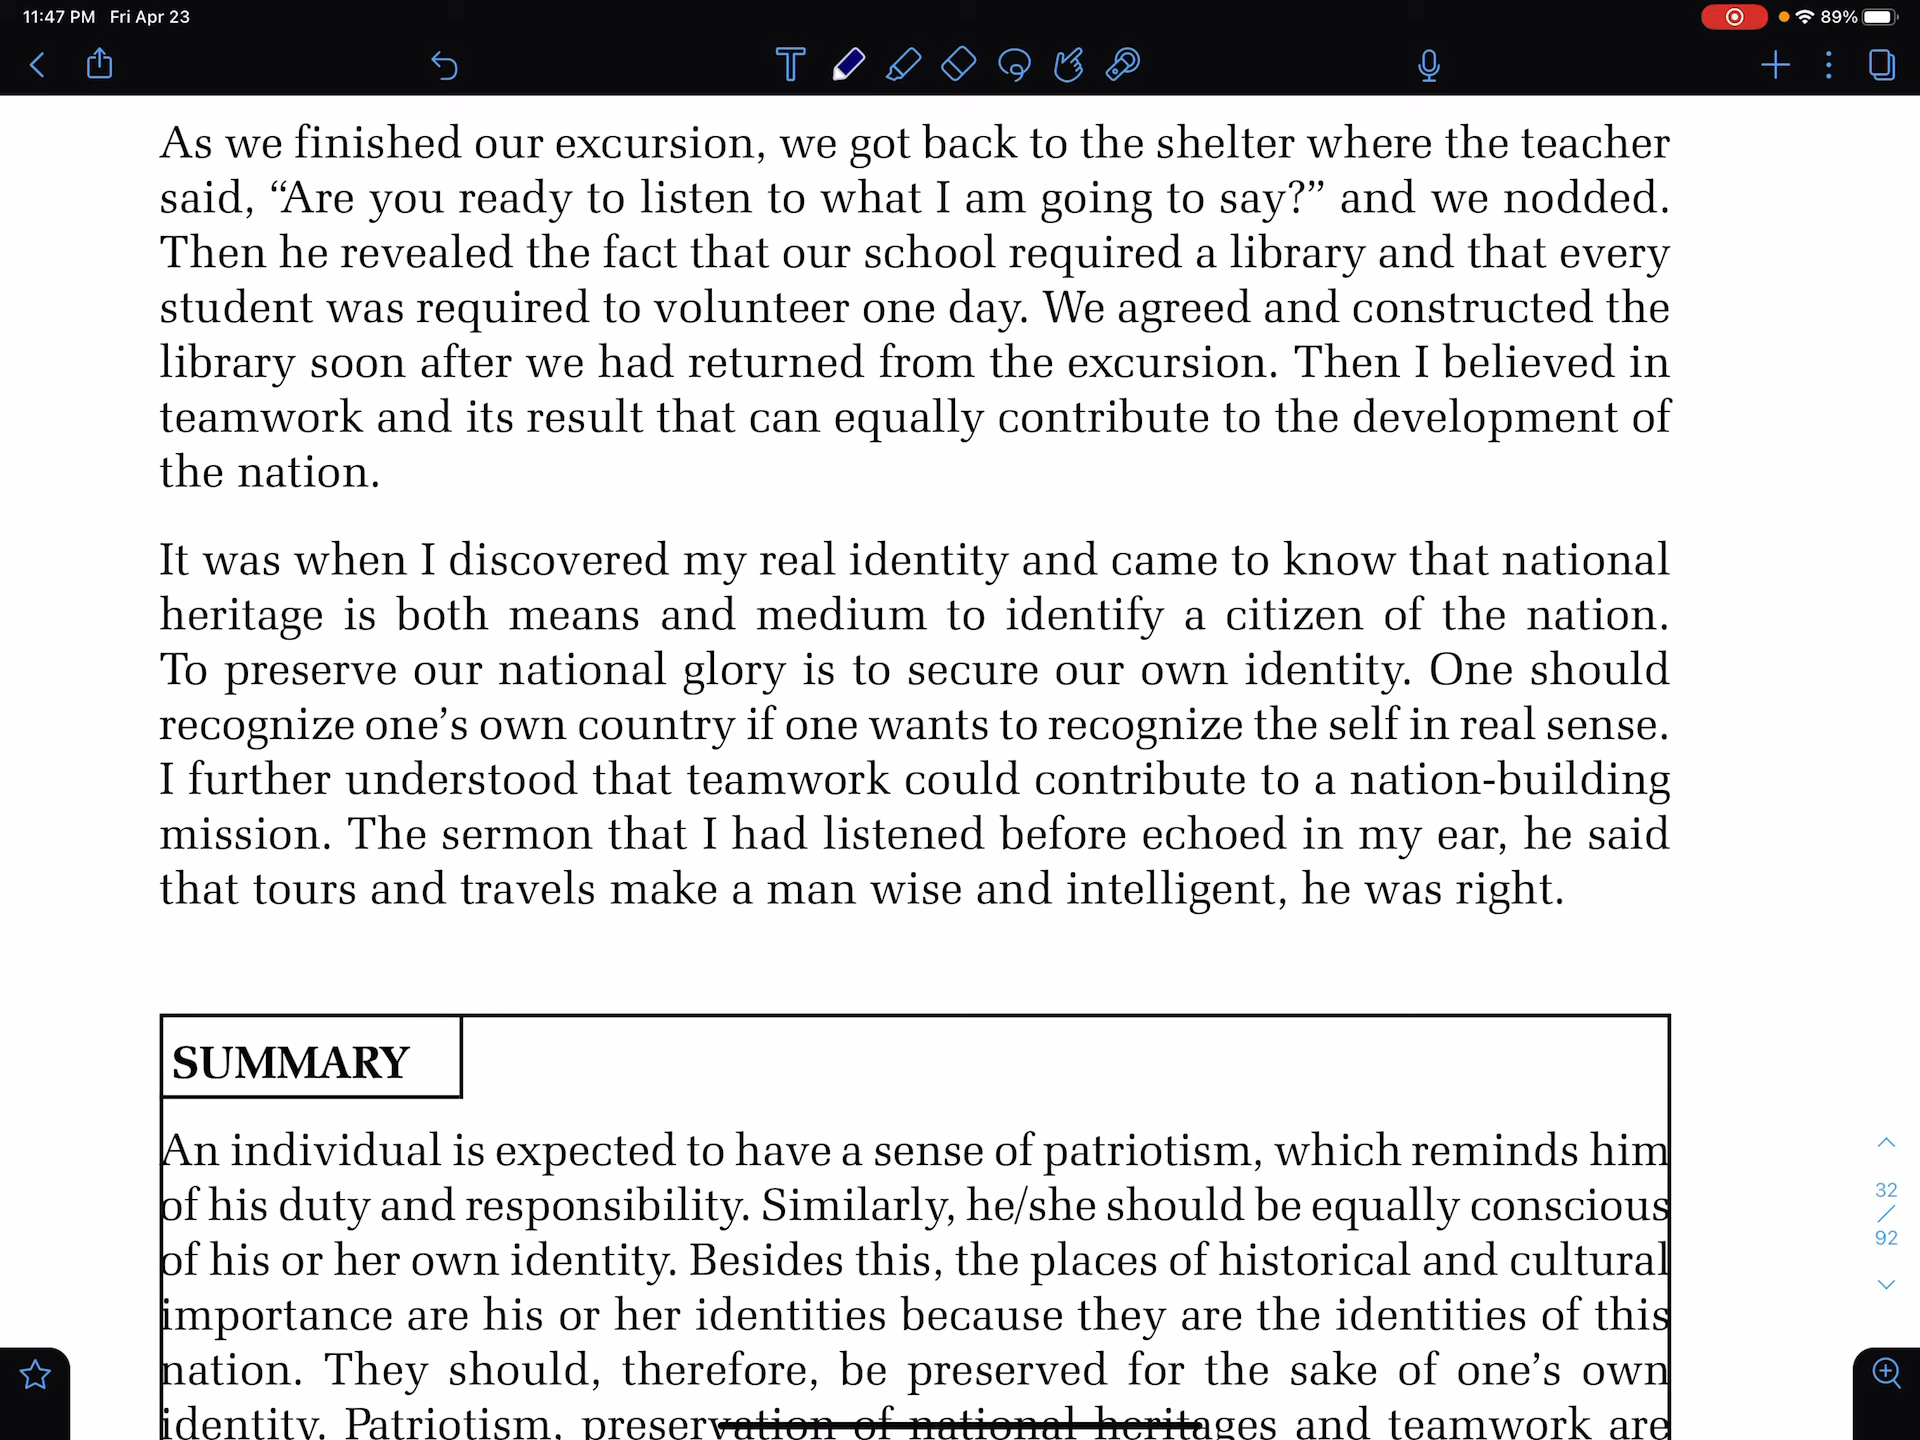 11:47 PM Fri Apr 23
89%
As we finished our excursion, we got back to the shelter where the teacher
said, “Are you ready to listen to what I am going to say?” and we nodded.
Then he revealed the fact that our school required a library and that every
student was required to volunteer one day. We agreed and constructed the
library soon after we had returned from the excursion. Then I believed in
teamwork and its result that can equally contribute to the development of
the nation.
It was when I discovered my real identity and came to know that national
heritage is both means and medium to identify a citizen of the nation.
To preserve our national glory is to secure our own identity. One should
recognize one’s own country if one wants to recognize the self in real sense.
I further understood that teamwork could contribute to a nation-building
mission. The sermon that I had listened before echoed in my ear, he said
that tours and travels make a man wise and intelligent, he was right.
SUMMARY
An individual is expected to have a sense of patriotism, which reminds him
of his duty and responsibility. Similarly, he/she should be equally conscious
of his or her own identity. Besides this, the places of historical and cultural
importance are his or her identities because they are the identities of this
nation. They should, therefore, be preserved for the sake of one’s own
identity. Patriotism, preservation of national heritages and teamwork are
32
/
92